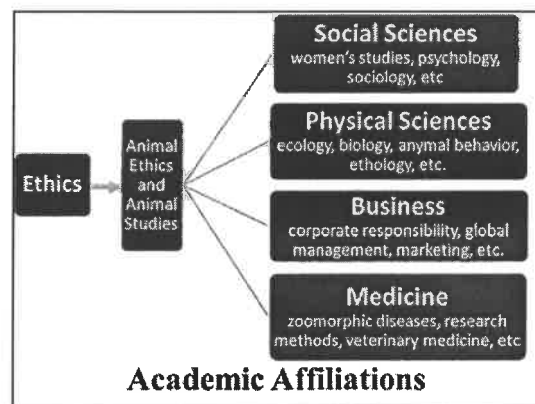 Ethics
Animal
Ethics
and
Animal
Studies
Social Sciences
women's studies, psychology,
sociology, etc
Physical Sciences
ecology, biology, anymal behavior,
ethology, etc.
Business
corporate responsibility, global
management, marketing, etc.
Medicine
zoomorphic diseases, research
methods, veterinary medicine, etc
Academic Affiliations